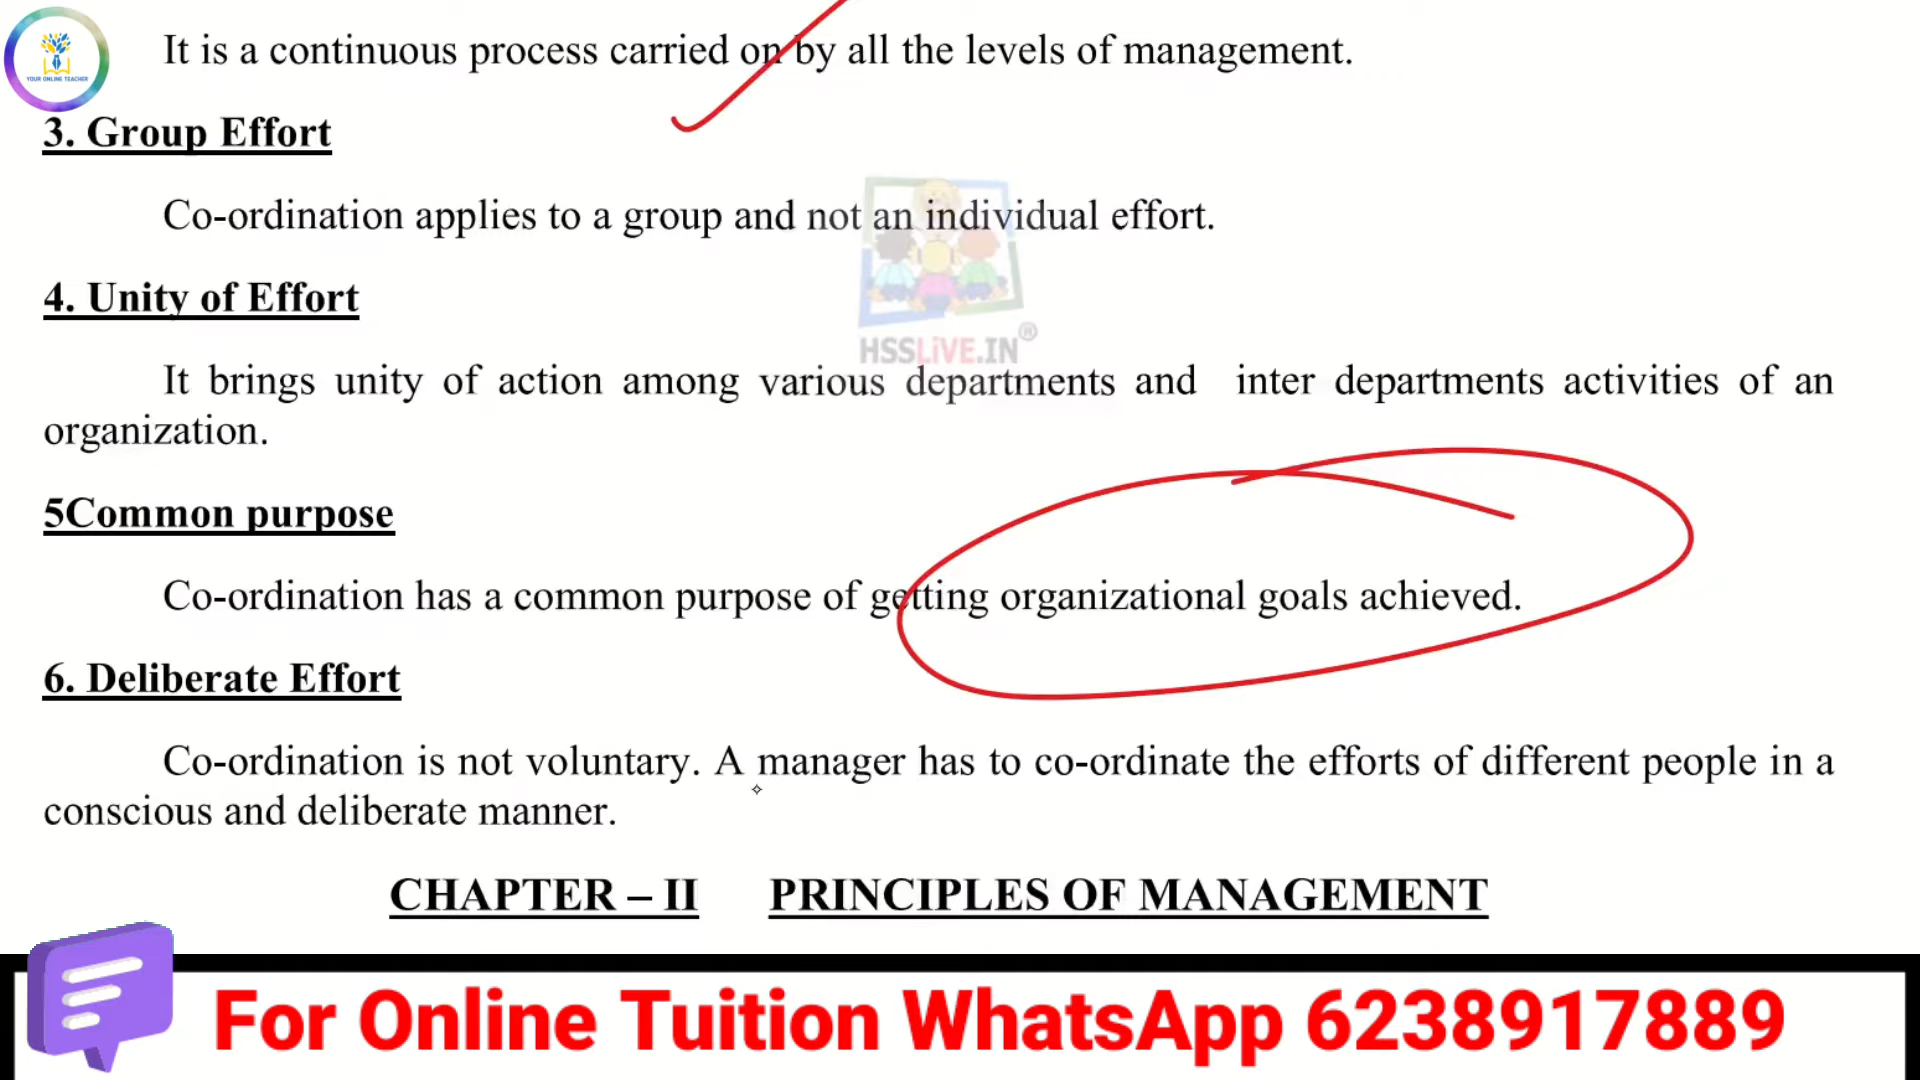 It is a continuous process carried on by all the levels of management.
YOUR ONLINE TEACHER
3. Group Effort
Co-ordination applies to a group and not an individual effort.
4. Unity of Effort
HSSLiVE.IN®
It brings unity of action among various departments and inter departments activities of an
organization.
5Common purpose
Co-ordination has a common purpose of getting organizational goals achieved.
6. Deliberate Effort
Co-ordination is not voluntary. A manager has to co-ordinate the efforts of different people in a
conscious and deliberate manner.
CHAPTER – II PRINCIPLES OF MANAGEMENT
For Online Tuition WhatsApp 6238917889